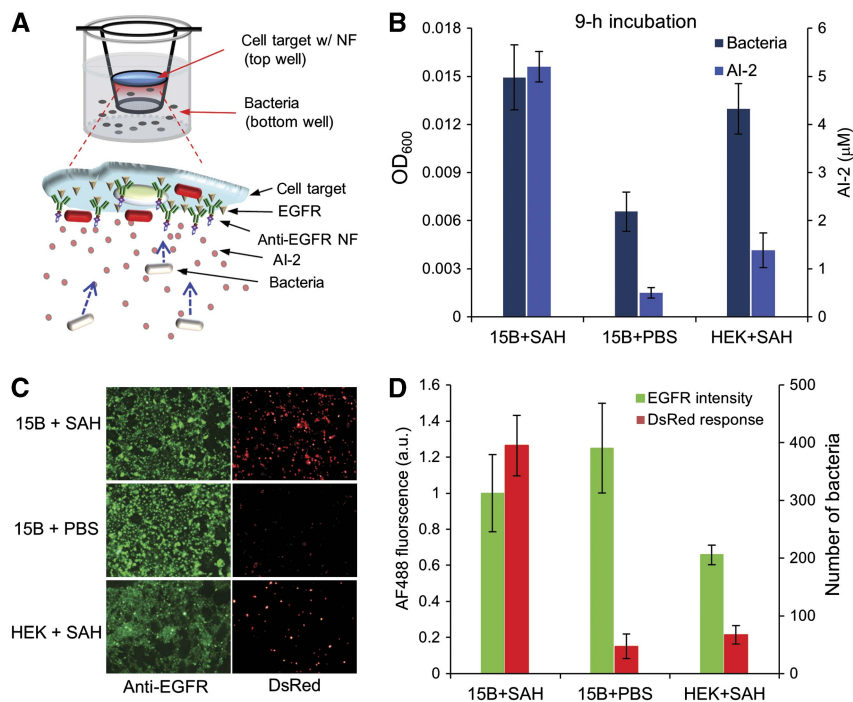 A
Cell target w/ NF
(top well)
Bacteria
(bottom well)
Cell target
EGFR
Anti-EGFR NF
AI-2
Bacteria
B
9-h incubation
Bacteria
AI-2
OD600
0.018
0.015
0.012
0.009
0.006
0.003
0
6
5
4
3
2
1
0
AI-2 (μM)
15B+SAH
15B+PBS
HEK+SAH
C
15B + SAH
15B + PBS
HEK + SAH
Anti-EGFR
DsRed
D
EGFR intensity
DsRed response
AF488 fluorscence (a.u.)
1.6
1.4
1.2
1
0.8
0.6
0.4
0.2
0
500
400
300
200
100
0
Number of bacteria
15B+SAH
15B+PBS
HEK+SAH